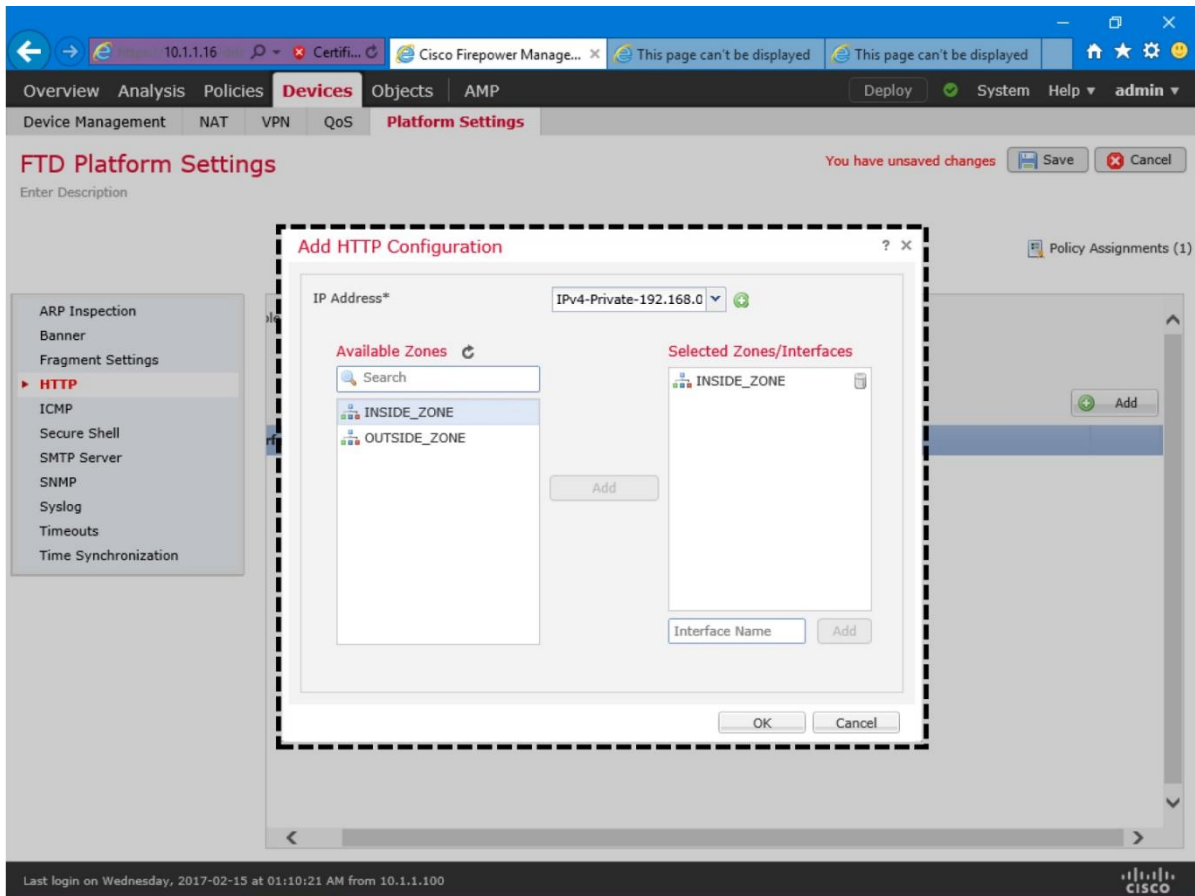 10.1.1.16 Certifi... Cisco Firepower Manage... This page can't be displayed This page can't be displayed
Overview Analysis Policies Devices Objects AMP Deploy System Help admin
Device Management NAT VPN QoS Platform Settings
FTD Platform Settings You have unsaved changes Save Cancel
Enter Description
Policy Assignments (1)
ARP Inspection
Banner
Fragment Settings
HTTP
ICMP
Secure Shell
SMTP Server
SNMP
Syslog
Timeouts
Time Synchronization
Add
Add HTTP Configuration ?
IP Address* IPv4-Private-192.168.0
Available Zones Selected Zones/Interfaces
Search
INSIDE_ZONE
OUTSIDE_ZONE
Add
INSIDE_ZONE
Interface Name Add
OK Cancel
Last login on Wednesday, 2017-02-15 at 01:10:21 AM from 10.1.1.100
CISCO